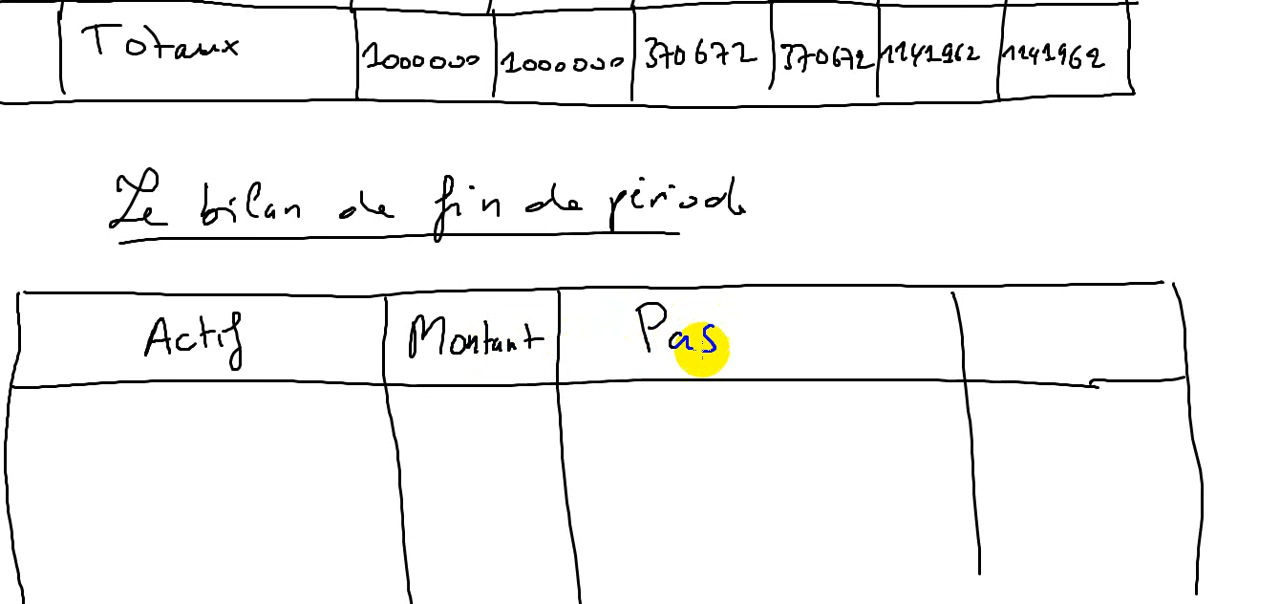 Totaux 1000000 1000000 370672 370672 1141962 1141962
Le bilan de fin de période
Actif Montant Pas